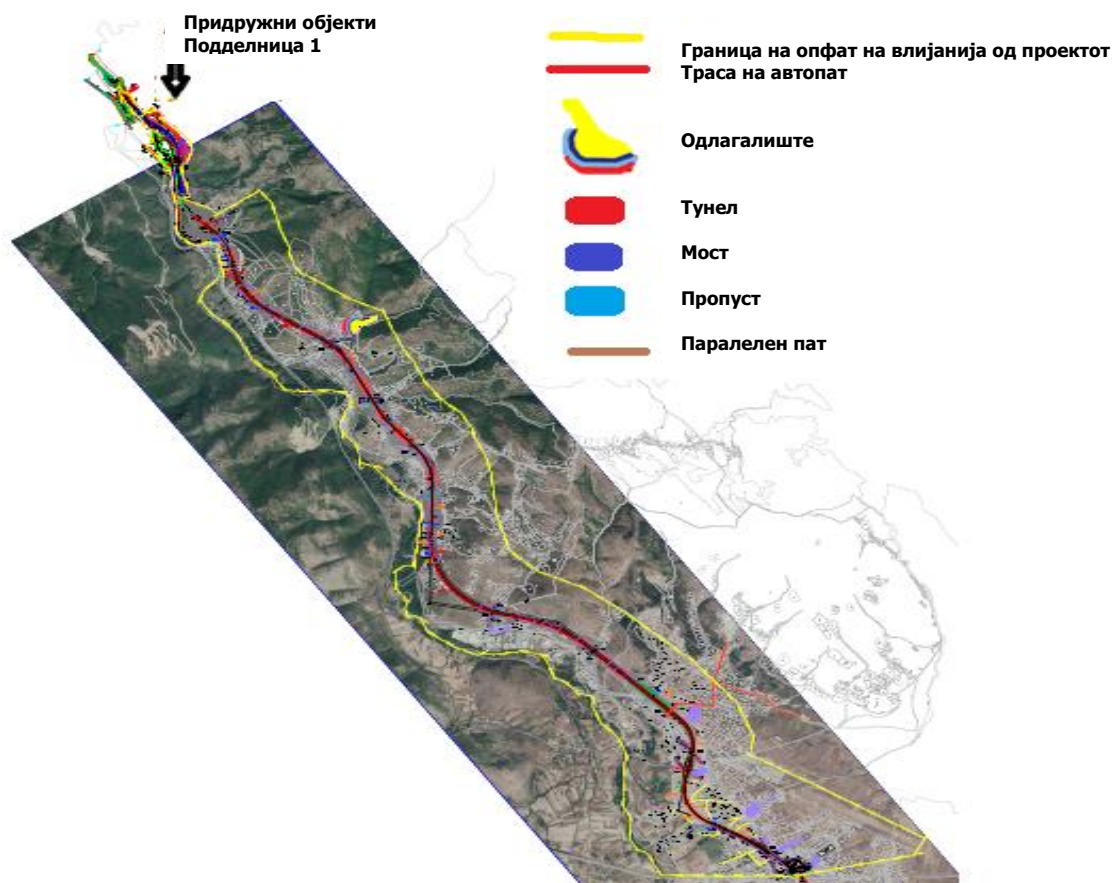 Придружни објекти
Подделница 1
Граница на опфат на влијанија од проектот
Траса на автопат
Одлагалиште
Тунел
Мост
Пропуст
Паралелен пат